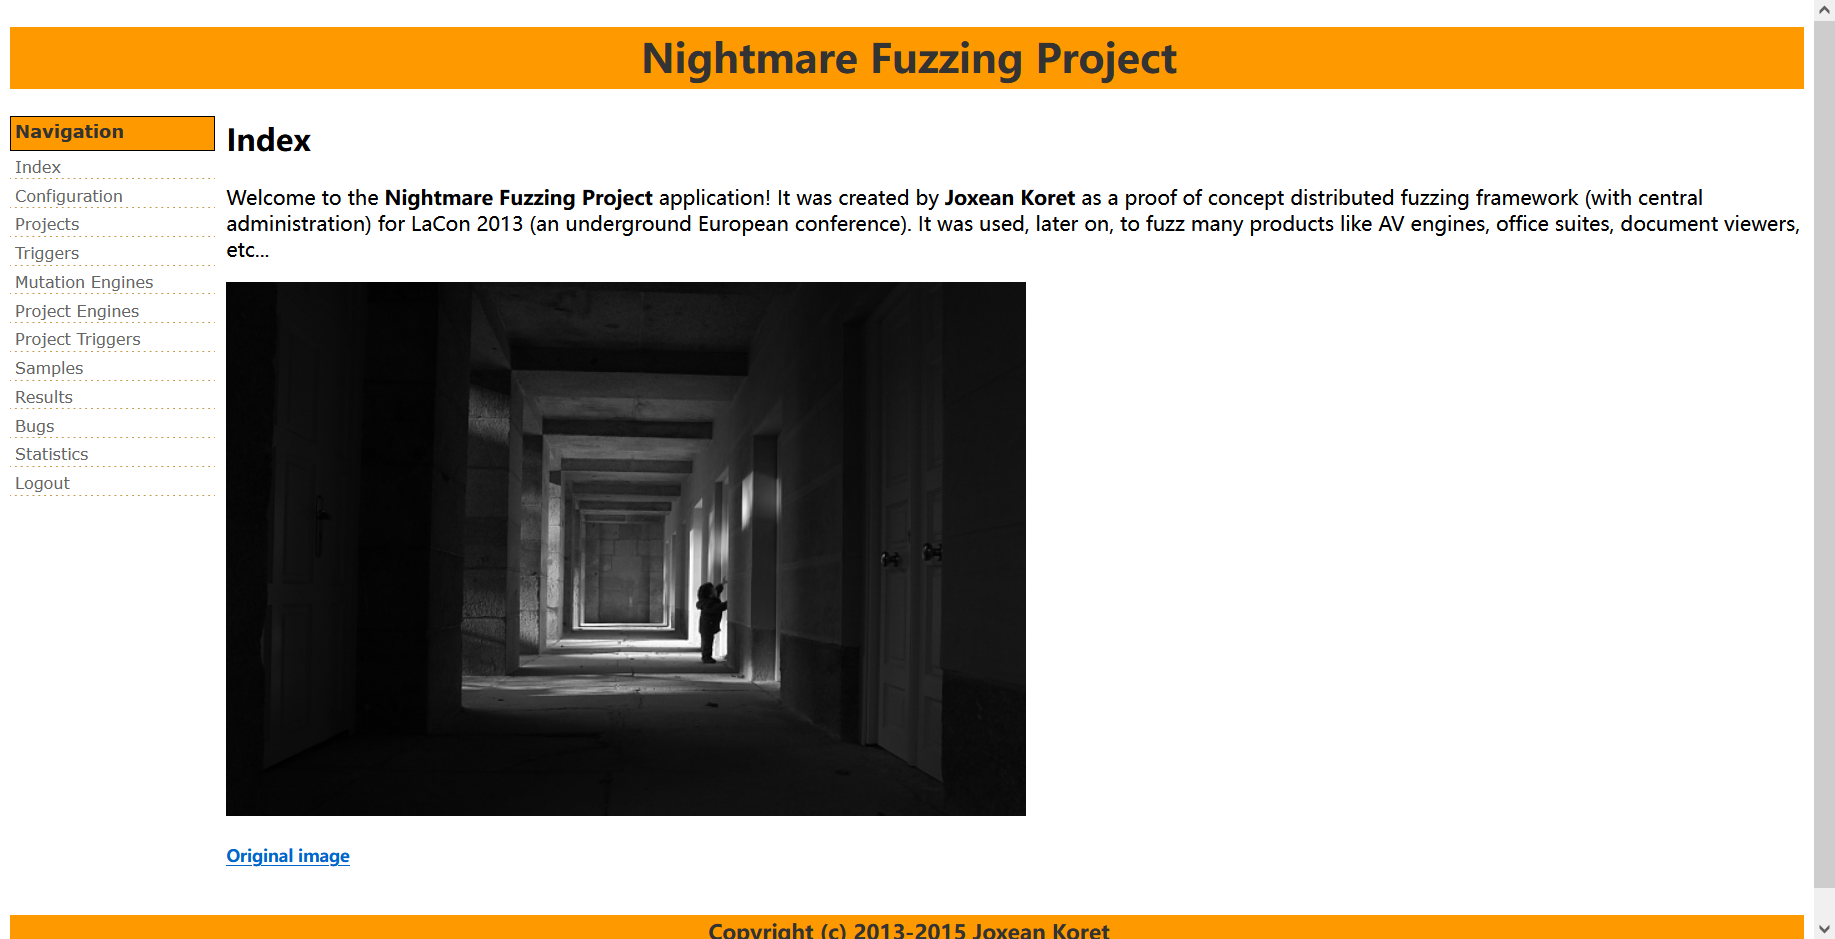 Nightmare Fuzzing Project
Navigation
Index
Configuration
Projects
Triggers
Mutation Engines
Project Engines
Project Triggers
Samples
Results
Bugs
Statistics
Logout
Index
Welcome to the Nightmare Fuzzing Project application! It was created by Joxean Koret as a proof of concept distributed fuzzing framework (with central
administration) for LaCon 2013 (an underground European conference). It was used, later on, to fuzz many products like AV engines, office suites, document viewers,
etc...
Original image
Copyright (c) 2013-2015 Joxean Koret